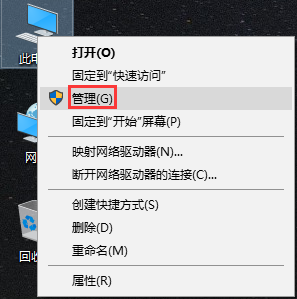 此电
打开(O)
固定到"快速访问"
管理(G)
固定到"开始"屏幕(P)
网
映射网络驱动器(N)...
断开网络驱动器的连接(C)...
创建快捷方式(S)
删除(D)
回收
重命名(M)
属性(R)